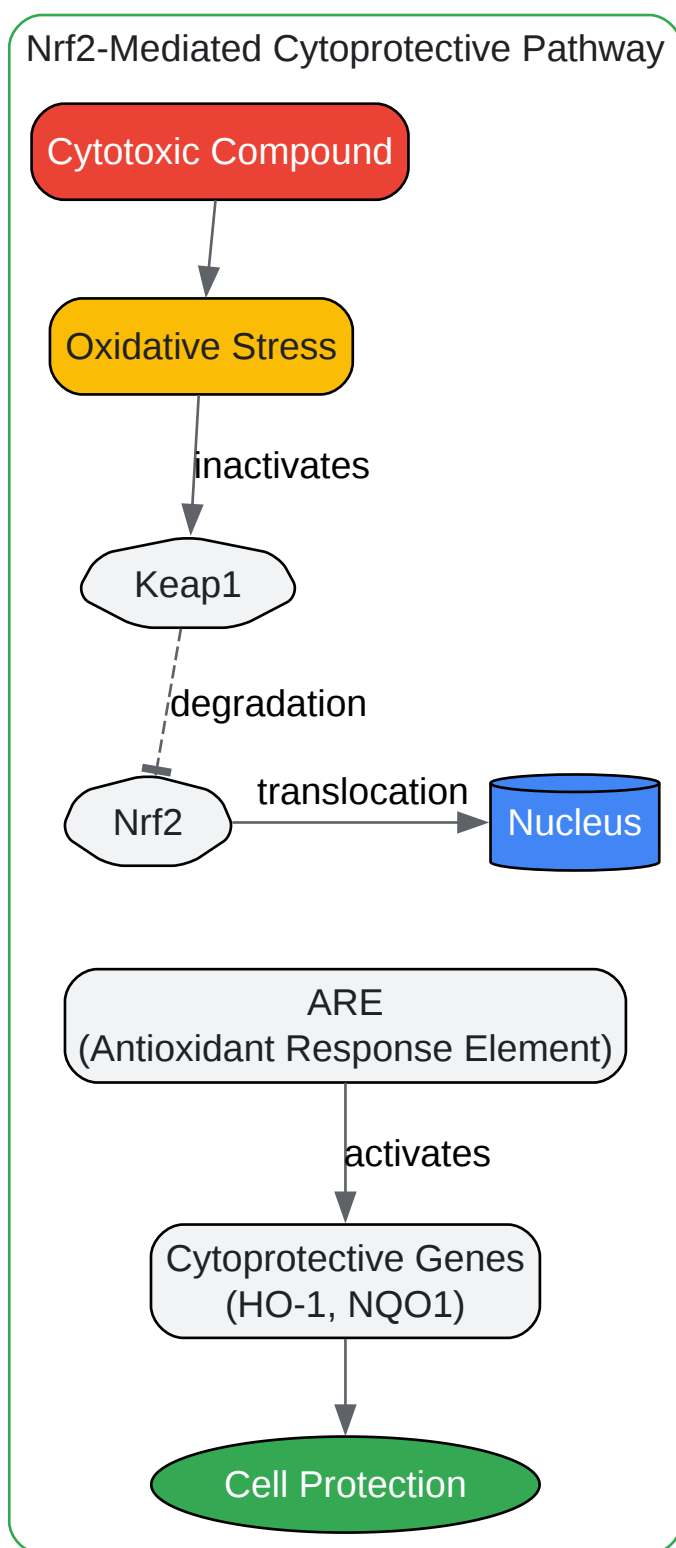 Nrf2-Mediated Cytoprotective Pathway
Cytotoxic Compound
Oxidative Stress
inactivates
Keap1
degradation
translocation
Nrf2
Nucleus
ARE
(Antioxidant Response Element)
activates
Cytoprotective Genes
(HO-1, NQO1)
Cell Protection